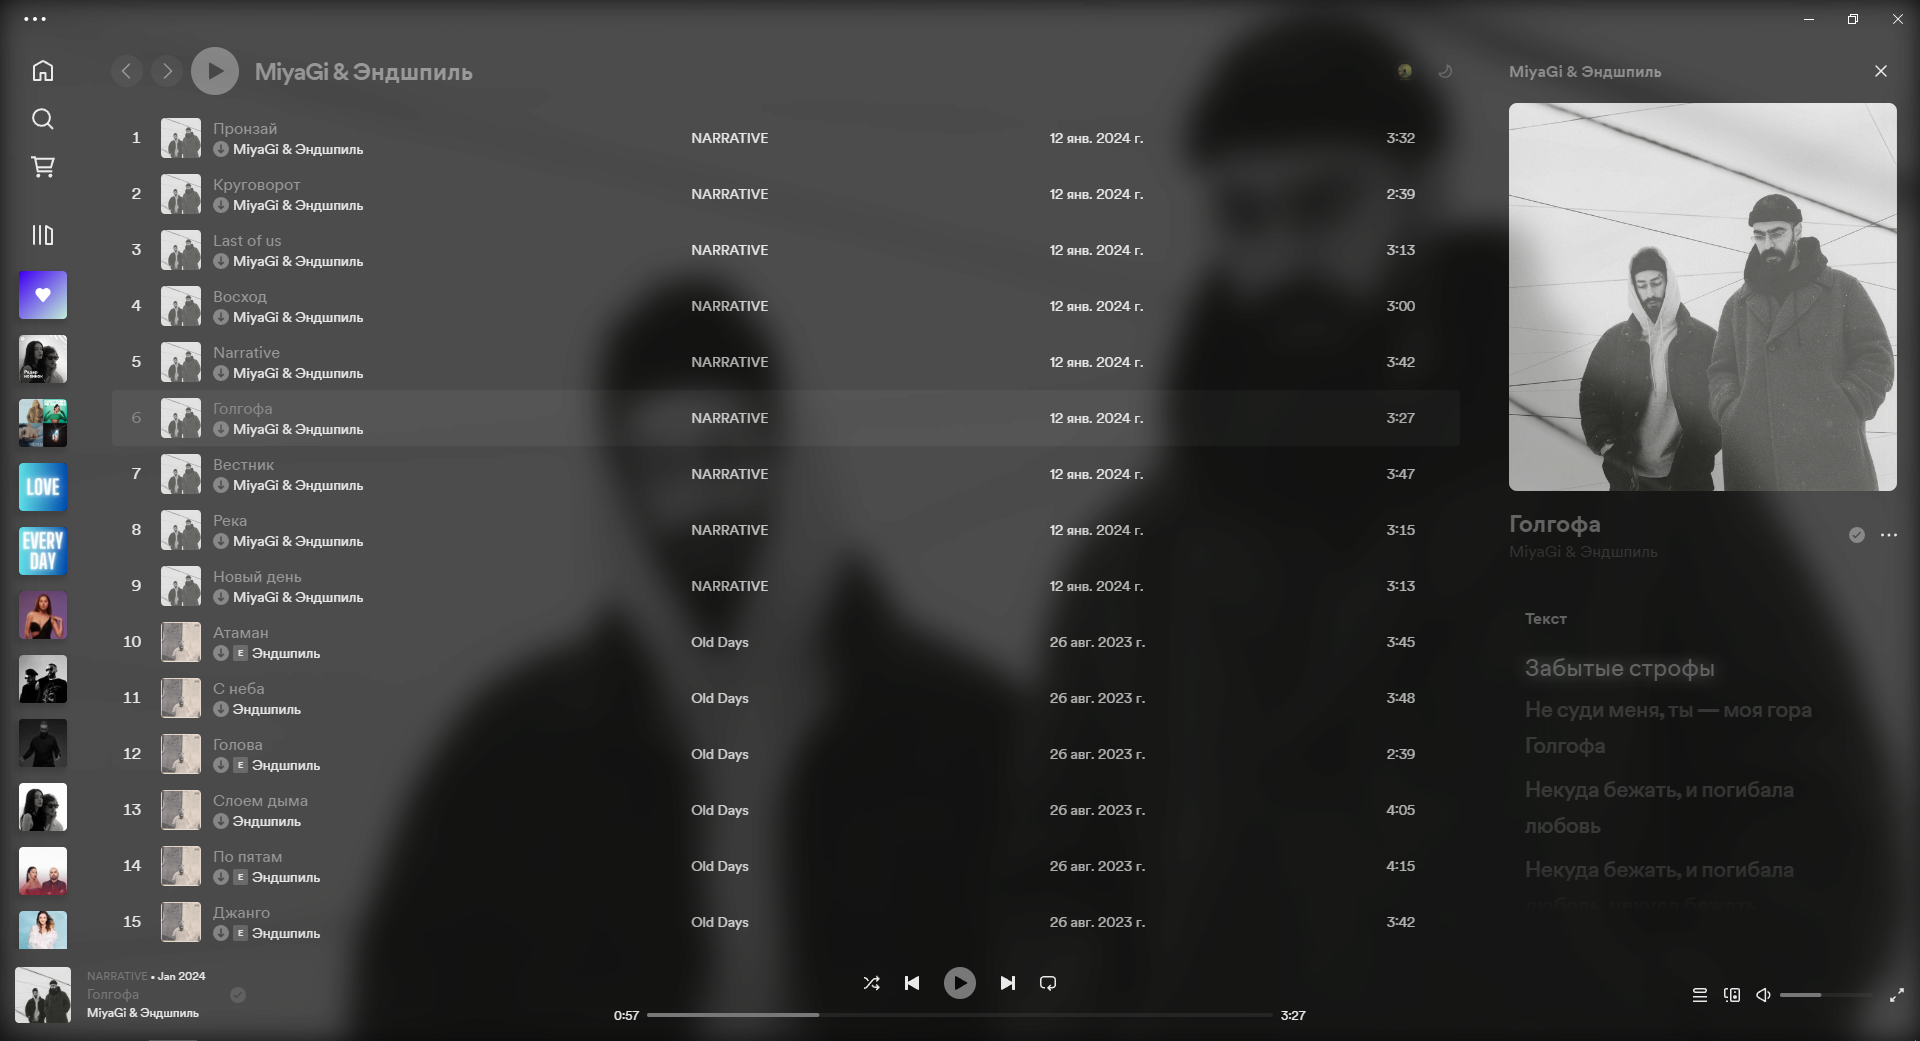 MiyaGi & Эндшпиль
1 Пронзай NARRATIVE 12 янв. 2024 г. 3:32
MiyaGi & Эндшпиль
2 Круговорот NARRATIVE 12 янв. 2024 г. 2:39
MiyaGi & Эндшпиль
3 Last of us NARRATIVE 12 янв. 2024 г. 3:13
MiyaGi & Эндшпиль
4 Восход NARRATIVE 12 янв. 2024 г. 3:00
MiyaGi & Эндшпиль
5 Narrative NARRATIVE 12 янв. 2024 г. 3:42
MiyaGi & Эндшпиль
6 Голгофа NARRATIVE 12 янв. 2024 г. 3:27
MiyaGi & Эндшпиль
7 Вестник NARRATIVE 12 янв. 2024 г. 3:47
MiyaGi & Эндшпиль
8 Река NARRATIVE 12 янв. 2024 г. 3:15
MiyaGi & Эндшпиль
9 Новый день NARRATIVE 12 янв. 2024 г. 3:13
MiyaGi & Эндшпиль
10 Атаман Old Days 26 авг. 2023 г. 3:45
E Эндшпиль
11 С неба Old Days 26 авг. 2023 г. 3:48
Эндшпиль
12 Голова Old Days 26 авг. 2023 г. 2:39
E Эндшпиль
13 Слоем дыма Old Days 26 авг. 2023 г. 4:05
Эндшпиль
14 По пятам Old Days 26 авг. 2023 г. 4:15
E Эндшпиль
15 Джанго Old Days 26 авг. 2023 г. 3:42
E Эндшпиль
LOVE
EVERY
DAY
MiyaGi & Эндшпиль
Голгофа
MiyaGi & Эндшпиль
Текст
Забытые строфы
Не суди меня, ты — моя гора
Голгофа
Некуда бежать, и погибала
любовь
Некуда бежать, и погибала
любовь, некуда бежать
NARRATIVE • Jan 2024
Голгофа
MiyaGi & Эндшпиль
0:57 3:27